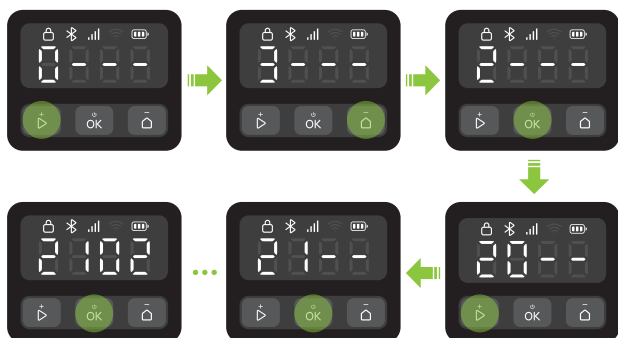 0---
+ OK −
3---
+ OK −
2---
+ OK −
2102
+ OK −
21--
+ OK −
20--
+ OK −